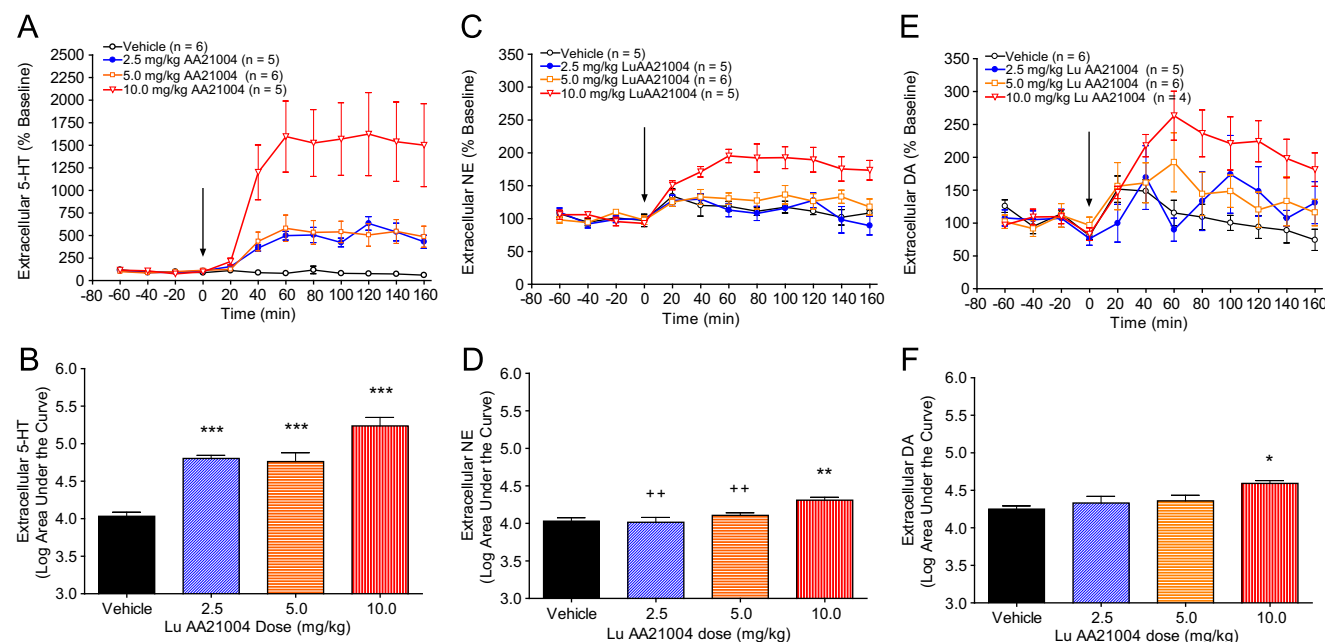 A
Vehicle (n = 6)
2.5 mg/kg AA21004 (n = 5)
5.0 mg/kg AA21004 (n = 6)
10.0 mg/kg AA21004 (n = 5)
Extracellular 5-HT (% Baseline)
2500
2250
2000
1750
1500
1250
1000
750
500
250
0
-80 -60 -40 -20 0 20 40 60 80 100 120 140 160
Time (min)
C
Vehicle (n = 5)
2.5 mg/kg LuAA21004 (n = 5)
5.0 mg/kg LuAA21004 (n = 6)
10.0 mg/kg LuAA21004 (n = 5)
Extracellular NE (% Baseline)
350
300
250
200
150
100
50
0
-80 -60 -40 -20 0 20 40 60 80 100 120 140 160
Time (min)
E
Vehicle (n = 6)
2.5 mg/kg Lu AA21004 (n = 5)
5.0 mg/kg Lu AA21004 (n = 6)
10.0 mg/kg Lu AA21004 (n = 4)
Extracellular DA (% Baseline)
350
300
250
200
150
100
50
0
-80 -60 -40 -20 0 20 40 60 80 100 120 140 160
Time (min)
B
Extracellular 5-HT
(Log Area Under the Curve)
6.0
5.5
5.0
4.5
4.0
3.5
3.0
*** *** ***
Vehicle 2.5 5.0 10.0
Lu AA21004 Dose (mg/kg)
D
Extracellular NE
(Log Area Under the Curve)
6.0
5.5
5.0
4.5
4.0
3.5
3.0
++ ++ **
Vehicle 2.5 5.0 10.0
Lu AA21004 dose (mg/kg)
F
Extracellular DA
(Log Area Under the Curve)
6.0
5.5
5.0
4.5
4.0
3.5
3.0
*
Vehicle 2.5 5.0 10.0
Lu AA21004 dose (mg/kg)